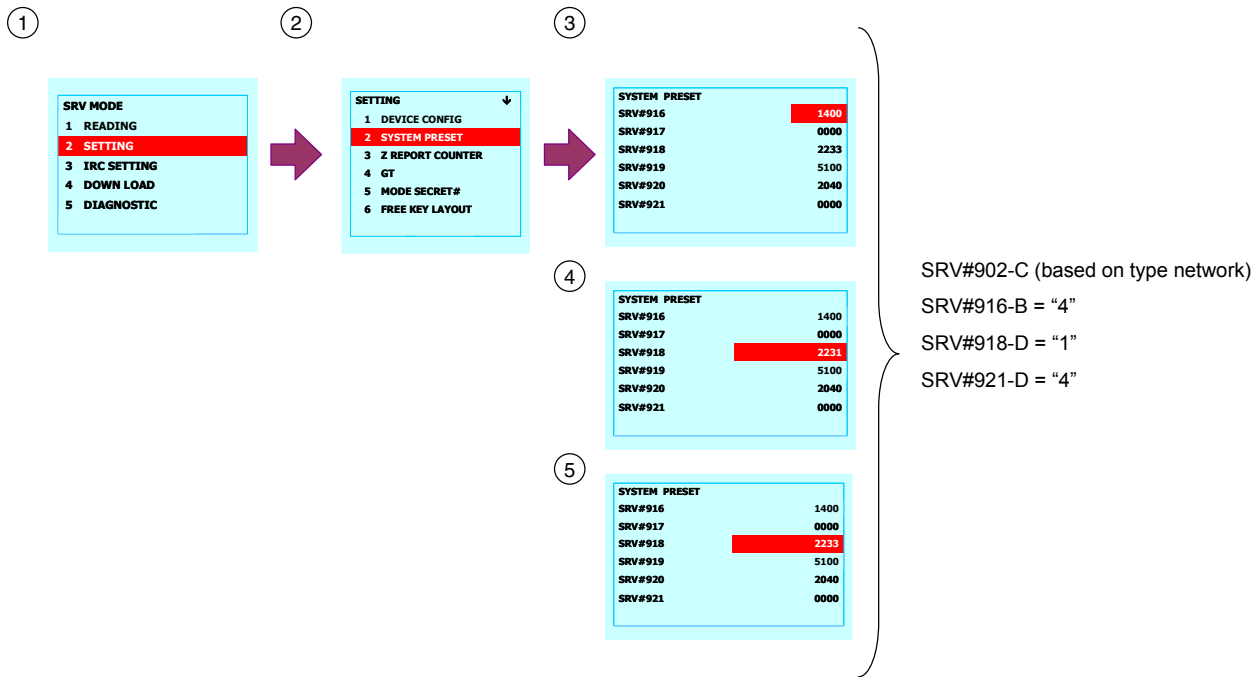 ①
②
③
SRV MODE
1 READING
2 SETTING
3 IRC SETTING
4 DOWN LOAD
5 DIAGNOSTIC
SETTING ↓
1 DEVICE CONFIG
2 SYSTEM PRESET
3 Z REPORT COUNTER
4 GT
5 MODE SECRET#
6 FREE KEY LAYOUT
SYSTEM PRESET
SRV#916 1400
SRV#917 0000
SRV#918 2233
SRV#919 5100
SRV#920 2040
SRV#921 0000
④
SYSTEM PRESET
SRV#916 1400
SRV#917 0000
SRV#918 2231
SRV#919 5100
SRV#920 2040
SRV#921 0000
⑤
SYSTEM PRESET
SRV#916 1400
SRV#917 0000
SRV#918 2233
SRV#919 5100
SRV#920 2040
SRV#921 0000
SRV#902-C (based on type network)
SRV#916-B = “4”
SRV#918-D = “1”
SRV#921-D = “4”